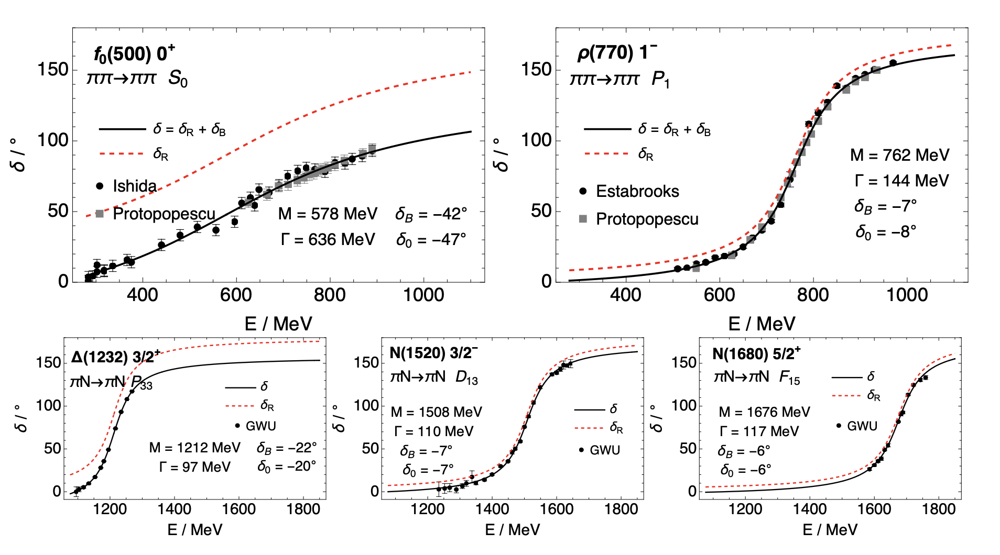 f0(500) 0+
ππ→ππ S0
δ = δR + δB
δR
Ishida
Protopopescu
M = 578 MeV δB = −42°
Γ = 636 MeV δ0 = −47°
δ / °
0
50
100
150
400 600 800 1000
E / MeV
ρ(770) 1−
ππ→ππ P1
δ = δR + δB
δR
Estabrooks
Protopopescu
M = 762 MeV
Γ = 144 MeV
δB = −7°
δ0 = −8°
δ / °
0
50
100
150
400 600 800 1000
E / MeV
Δ(1232) 3/2+
πN→πN P33
δ
δR
GWU
M = 1212 MeV δB = −22°
Γ = 97 MeV δ0 = −20°
δ / °
0
50
100
150
1200 1400 1600 1800
E / MeV
N(1520) 3/2−
πN→πN D13
M = 1508 MeV
Γ = 110 MeV
δB = −7°
δ0 = −7°
δ
δR
GWU
δ / °
0
50
100
150
1200 1400 1600 1800
E / MeV
N(1680) 5/2+
πN→πN F15
δ
δR
GWU
M = 1676 MeV
Γ = 117 MeV
δB = −6°
δ0 = −6°
δ / °
0
50
100
150
1200 1400 1600 1800
E / MeV